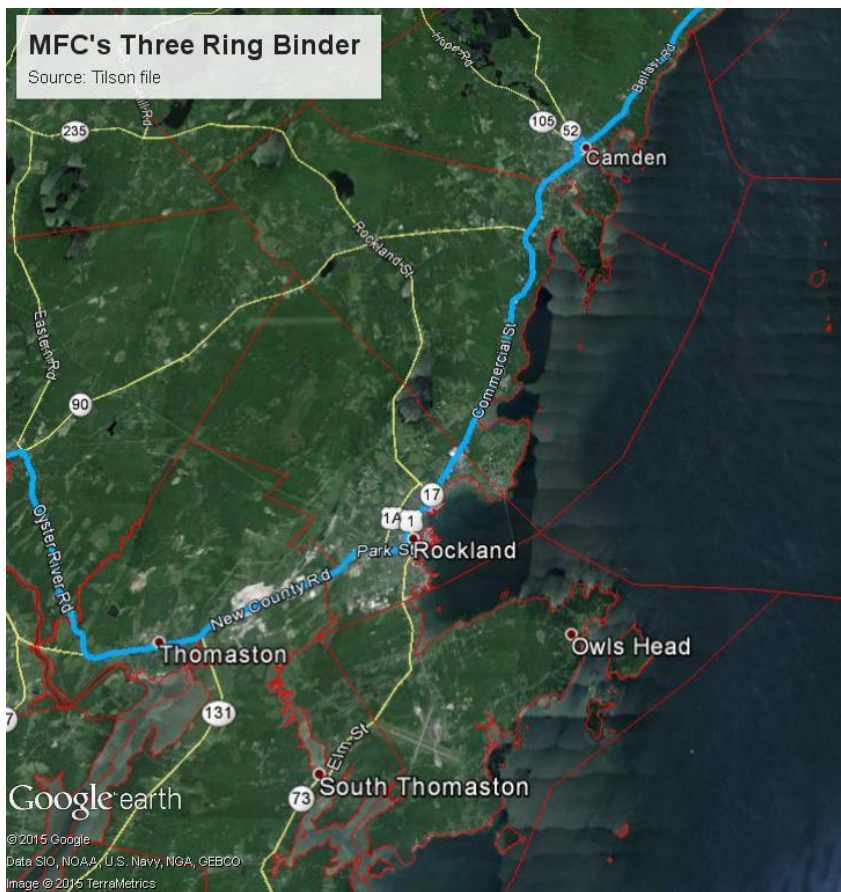 MFC's Three Ring Binder
Source: Tilson file
Hope Rd
Belfast Rd
235
105
52
Camden
Rockland St
Eastern Rd
90
Commercial St
17
1A
1
Park St
Rockland
Oyster River Rd
New County Rd
Thomaston
Owls Head
131
Elm St
73
South Thomaston
Google earth
© 2015 Google
Data SIO, NOAA, U.S. Navy, NGA, GEBCO
Image © 2015 TerraMetrics